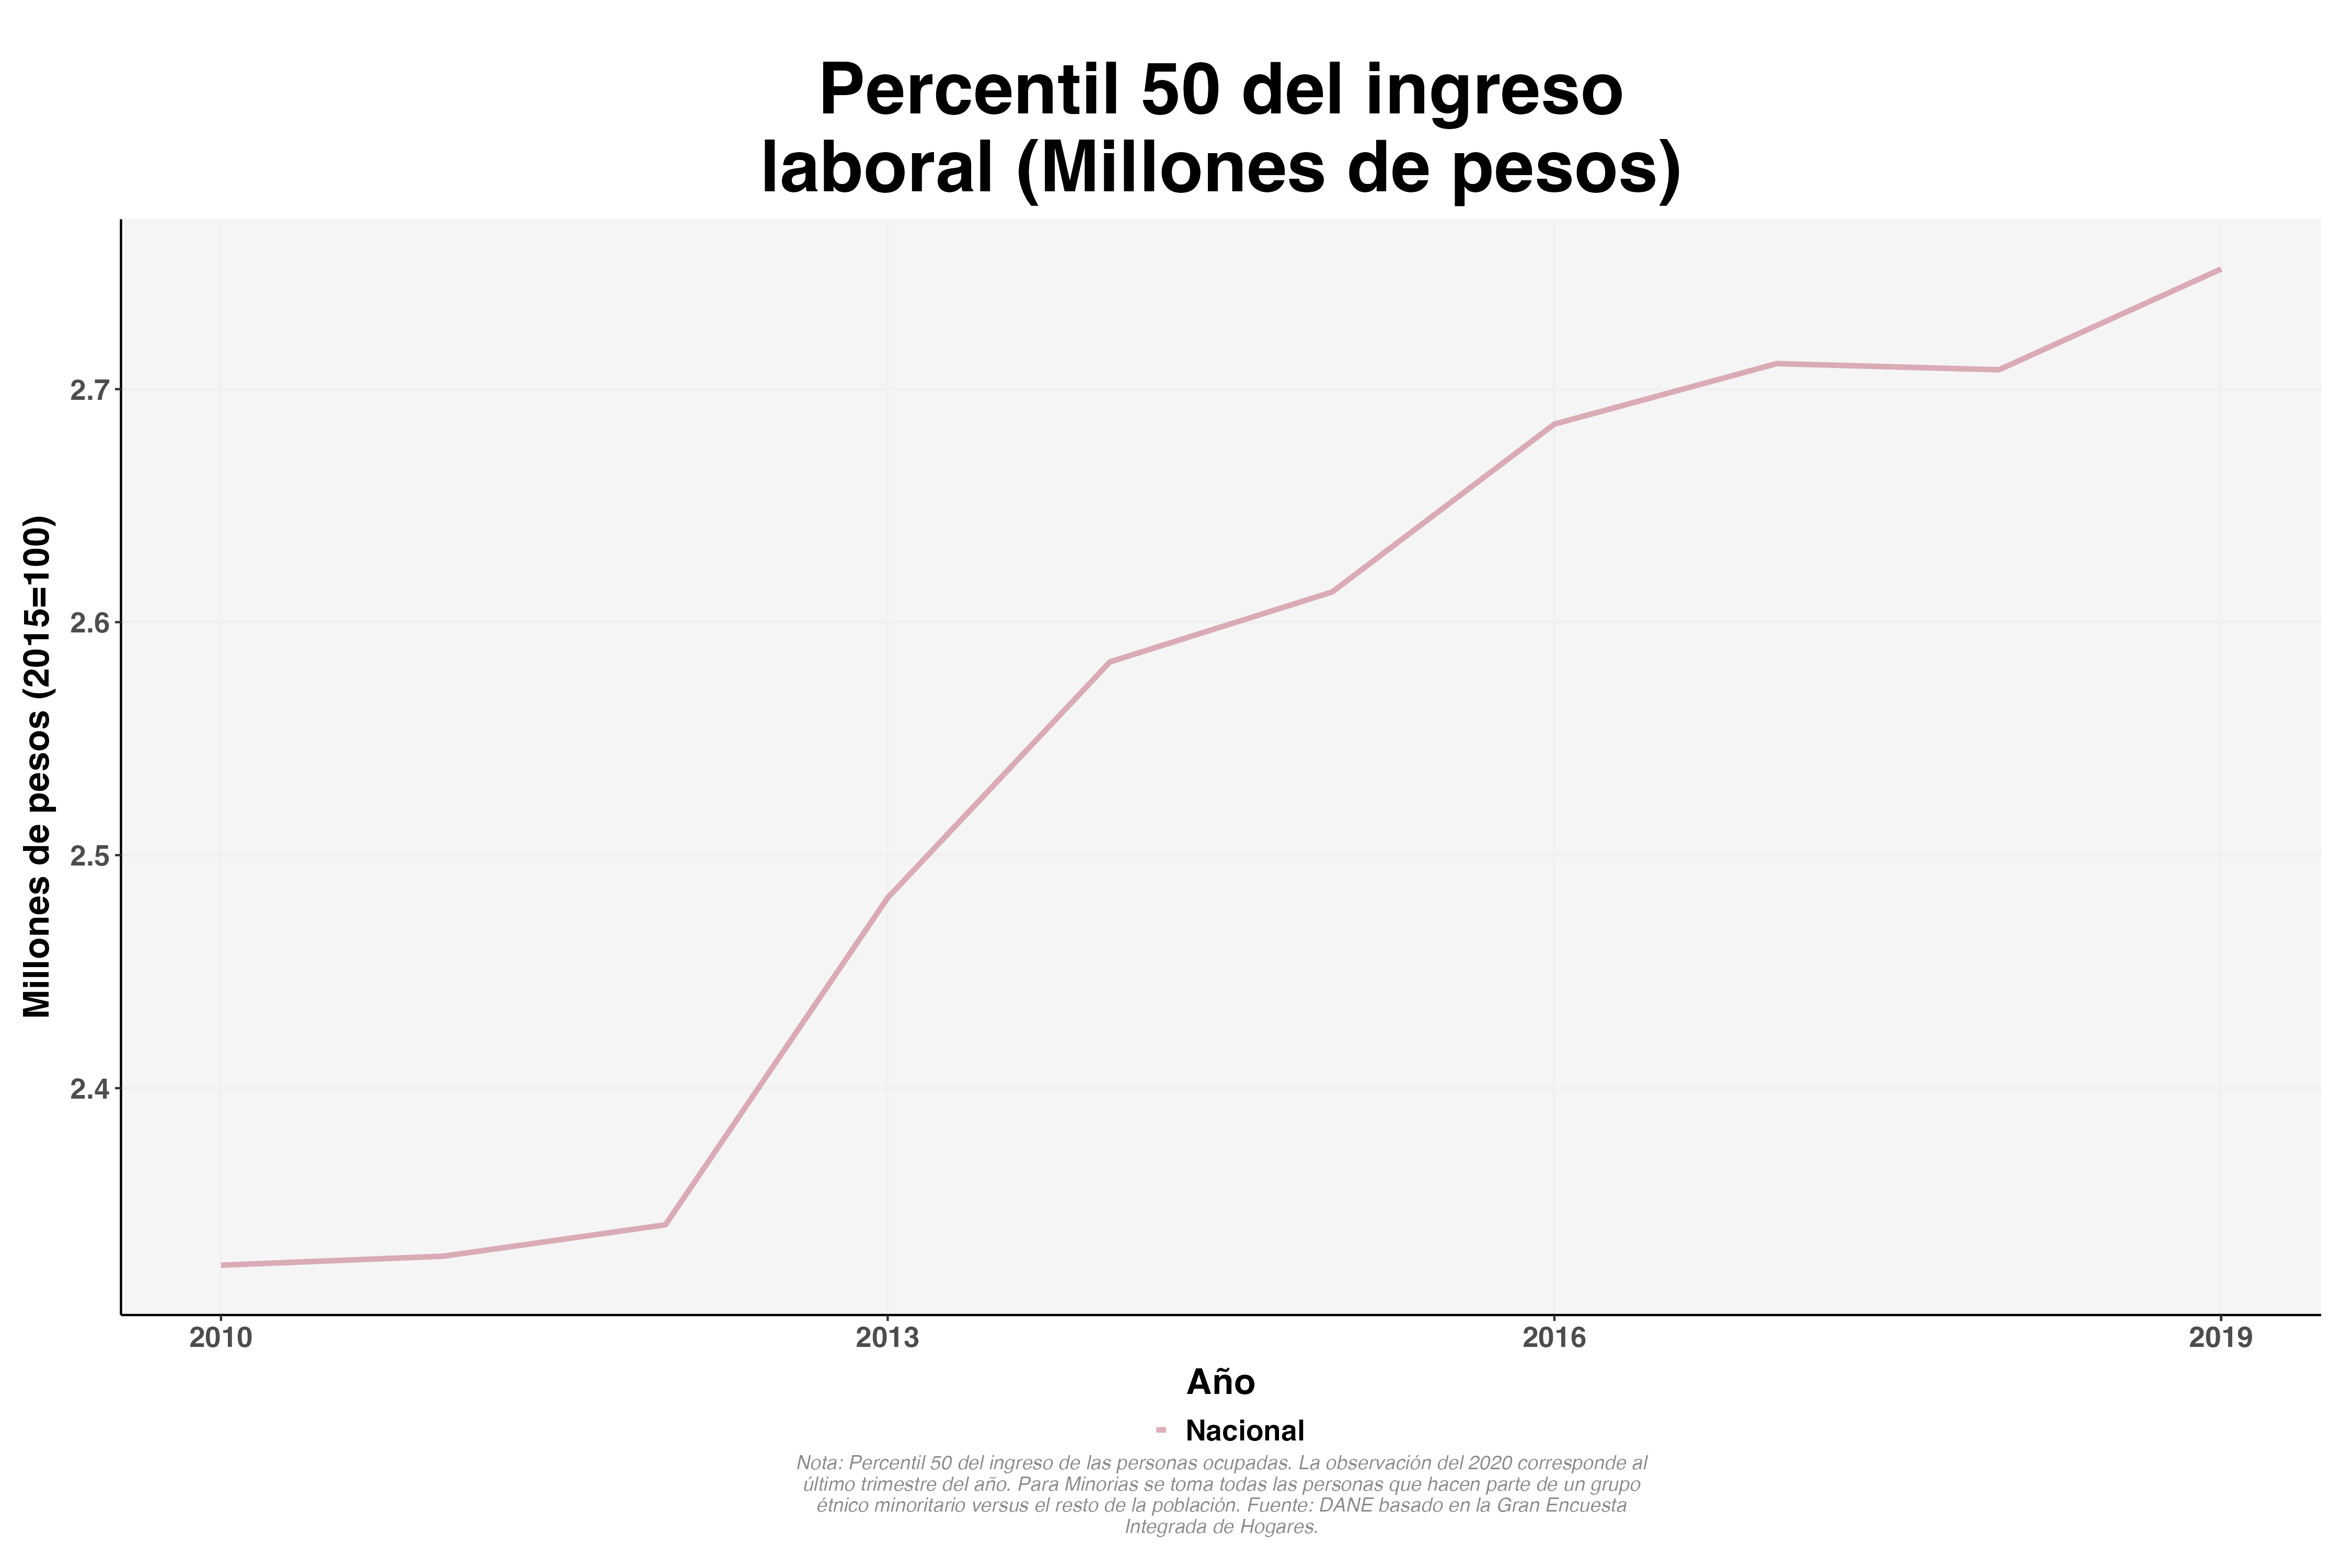 Percentil 50 del ingreso
laboral (Millones de pesos)
Millones de pesos (2015=100)
2.7
2.6
2.5
2.4
2010
2013
2016
2019
Año
Nacional
Nota: Percentil 50 del ingreso de las personas ocupadas. La observación del 2020 corresponde al
último trimestre del año. Para Minorias se toma todas las personas que hacen parte de un grupo
étnico minoritario versus el resto de la población. Fuente: DANE basado en la Gran Encuesta
Integrada de Hogares.